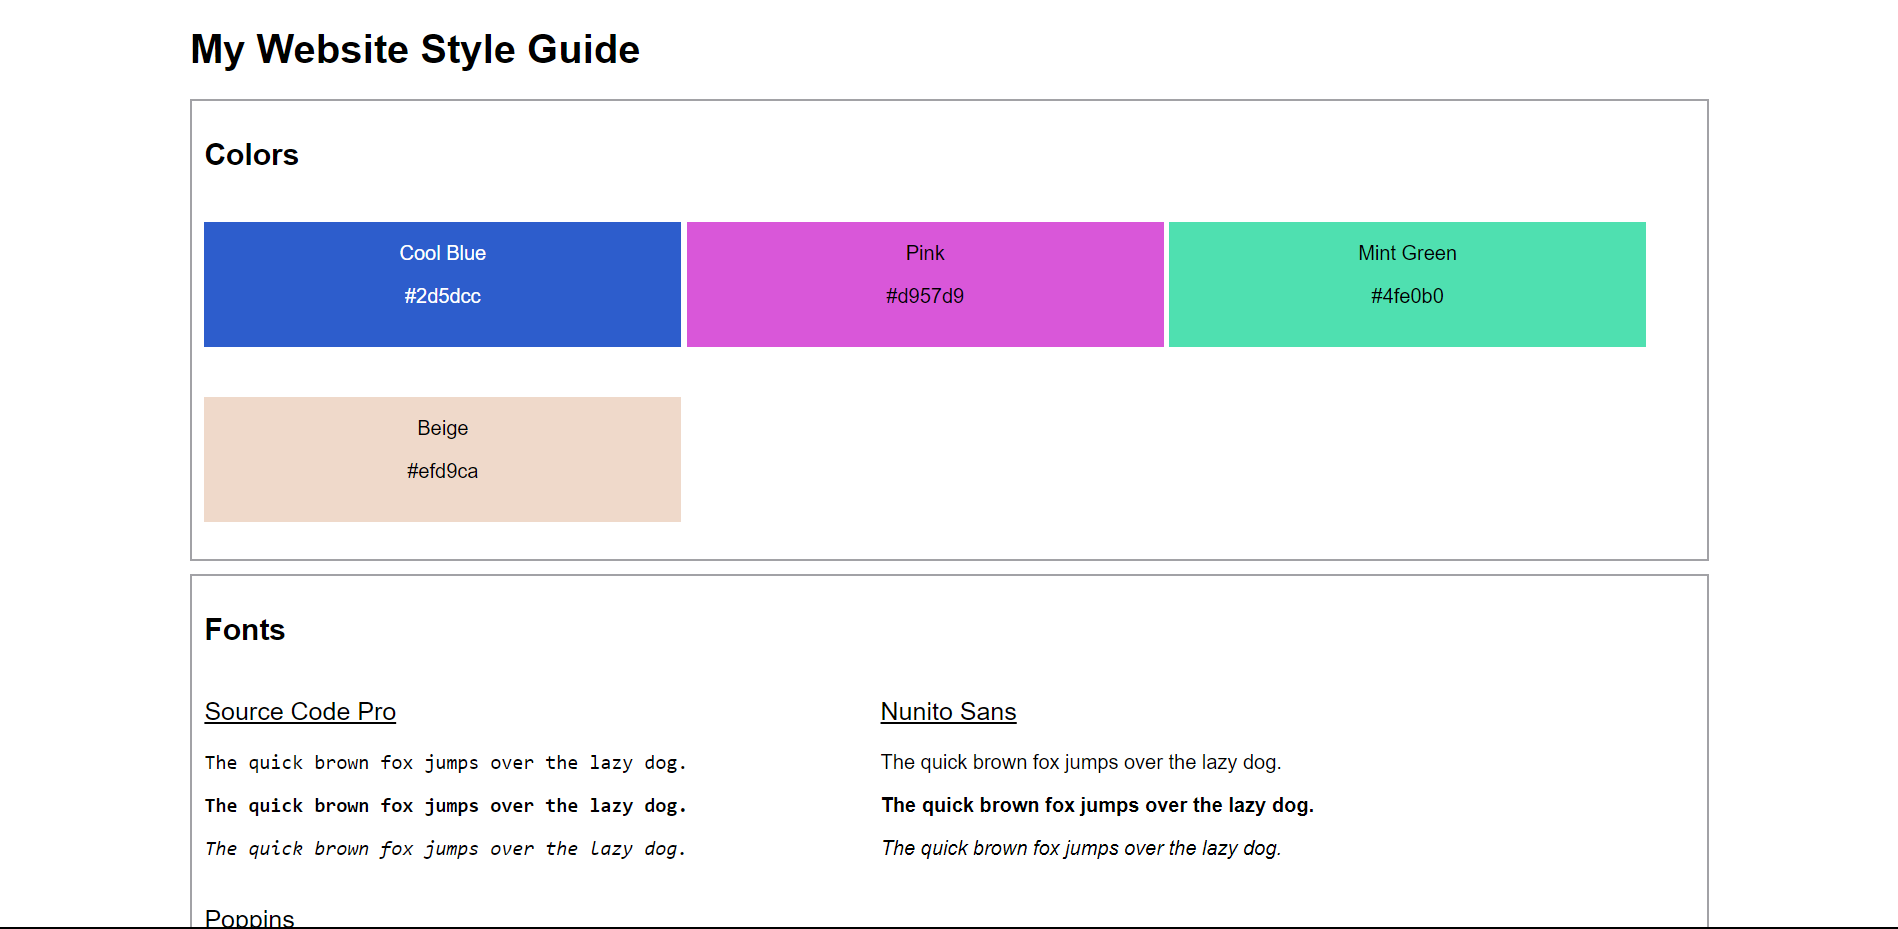 My Website Style Guide
Colors
Cool Blue
#2d5dcc
Pink
#d957d9
Mint Green
#4fe0b0
Beige
#efd9ca
Fonts
Source Code Pro
The quick brown fox jumps over the lazy dog.
The quick brown fox jumps over the lazy dog.
The quick brown fox jumps over the lazy dog.
Nunito Sans
The quick brown fox jumps over the lazy dog.
The quick brown fox jumps over the lazy dog.
The quick brown fox jumps over the lazy dog.
Poppins